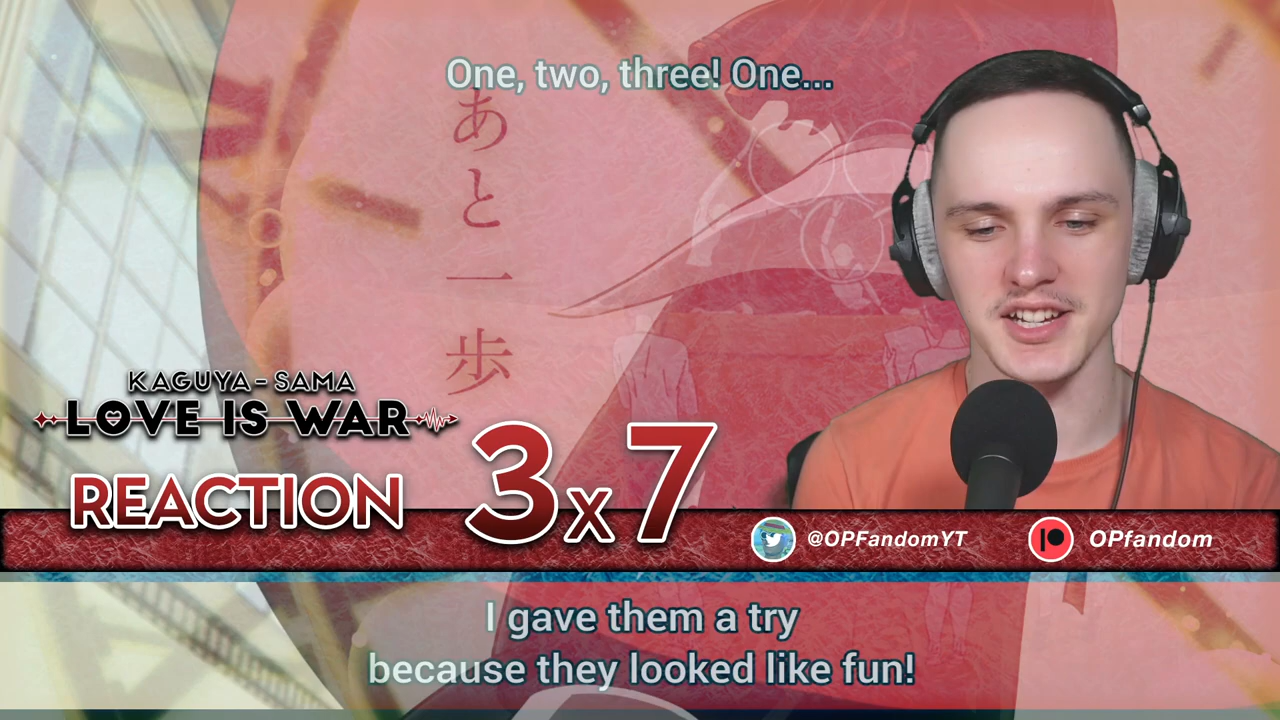 One, two, three! One...
あと一歩
KAGUYA-SAMA
LOVE IS WAR
REACTION
3x7
@OPFandomYT
OPfandom
I gave them a try
because they looked like fun!